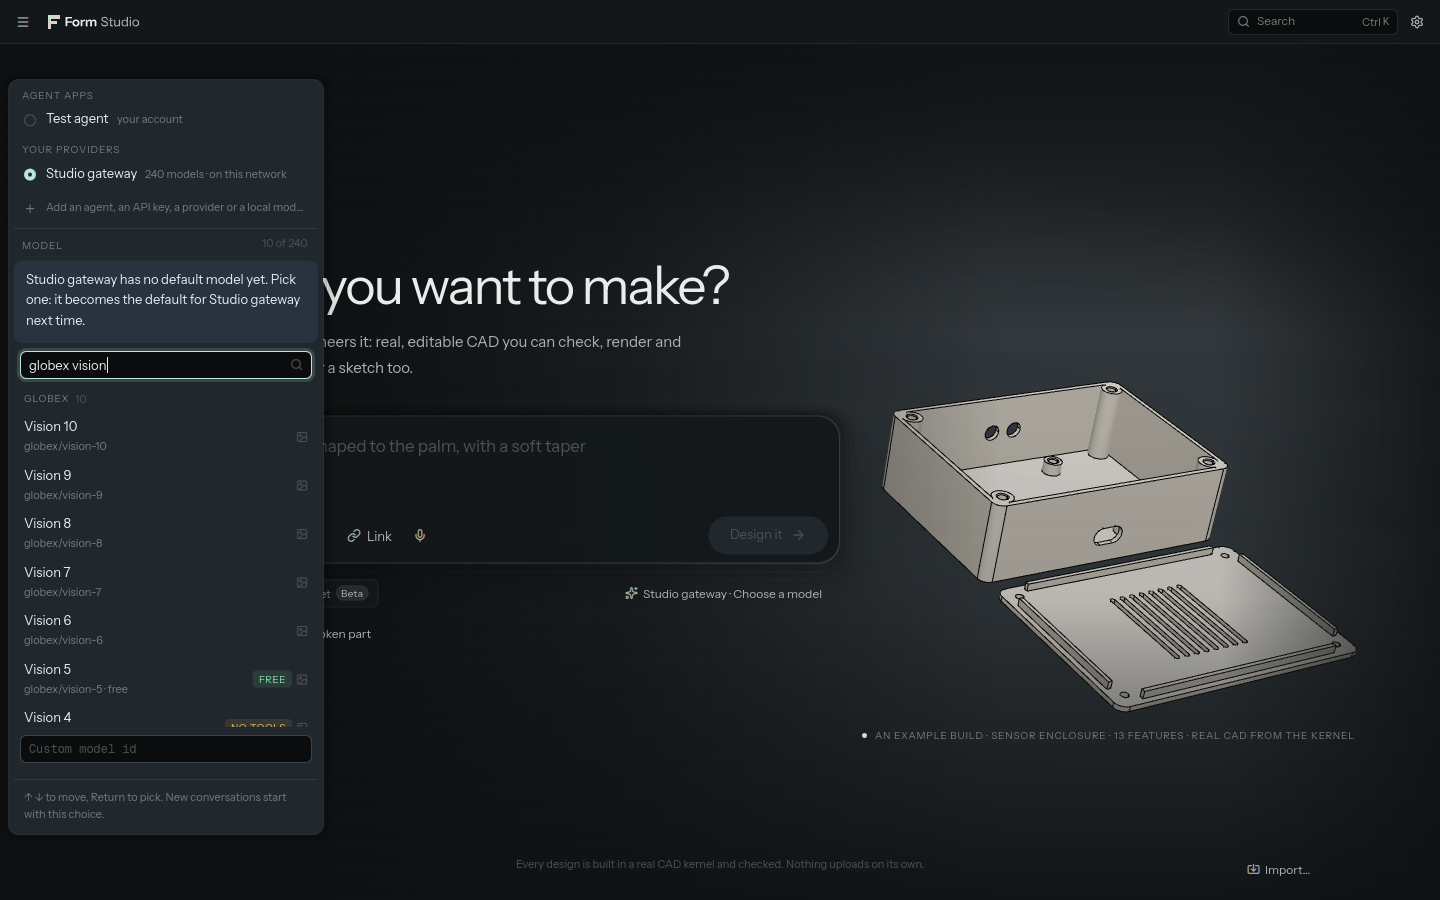 Form Studio
Search
Ctrl K
AGENT APPS
Test agent your account
YOUR PROVIDERS
Studio gateway 240 models · on this network
Add an agent, an API key, a provider or a local mod...
MODEL
10 of 240
Studio gateway has no default model yet. Pick
one: it becomes the default for Studio gateway
next time.
globex vision
GLOBEX 10
Vision 10
globex/vision-10
Vision 9
globex/vision-9
Vision 8
globex/vision-8
Vision 7
globex/vision-7
Vision 6
globex/vision-6
Vision 5
globex/vision-5 · free
FREE
Vision 4
NO TOOLS
Custom model id
↑ ↓ to move, Return to pick. New conversations start
with this choice.
you want to make?
neers it: real, editable CAD you can check, render and
a sketch too.
haped to the palm, with a soft taper
Link
Design it
et Beta
Studio gateway · Choose a model
oken part
AN EXAMPLE BUILD · SENSOR ENCLOSURE · 13 FEATURES · REAL CAD FROM THE KERNEL
Every design is built in a real CAD kernel and checked. Nothing uploads on its own.
Import...